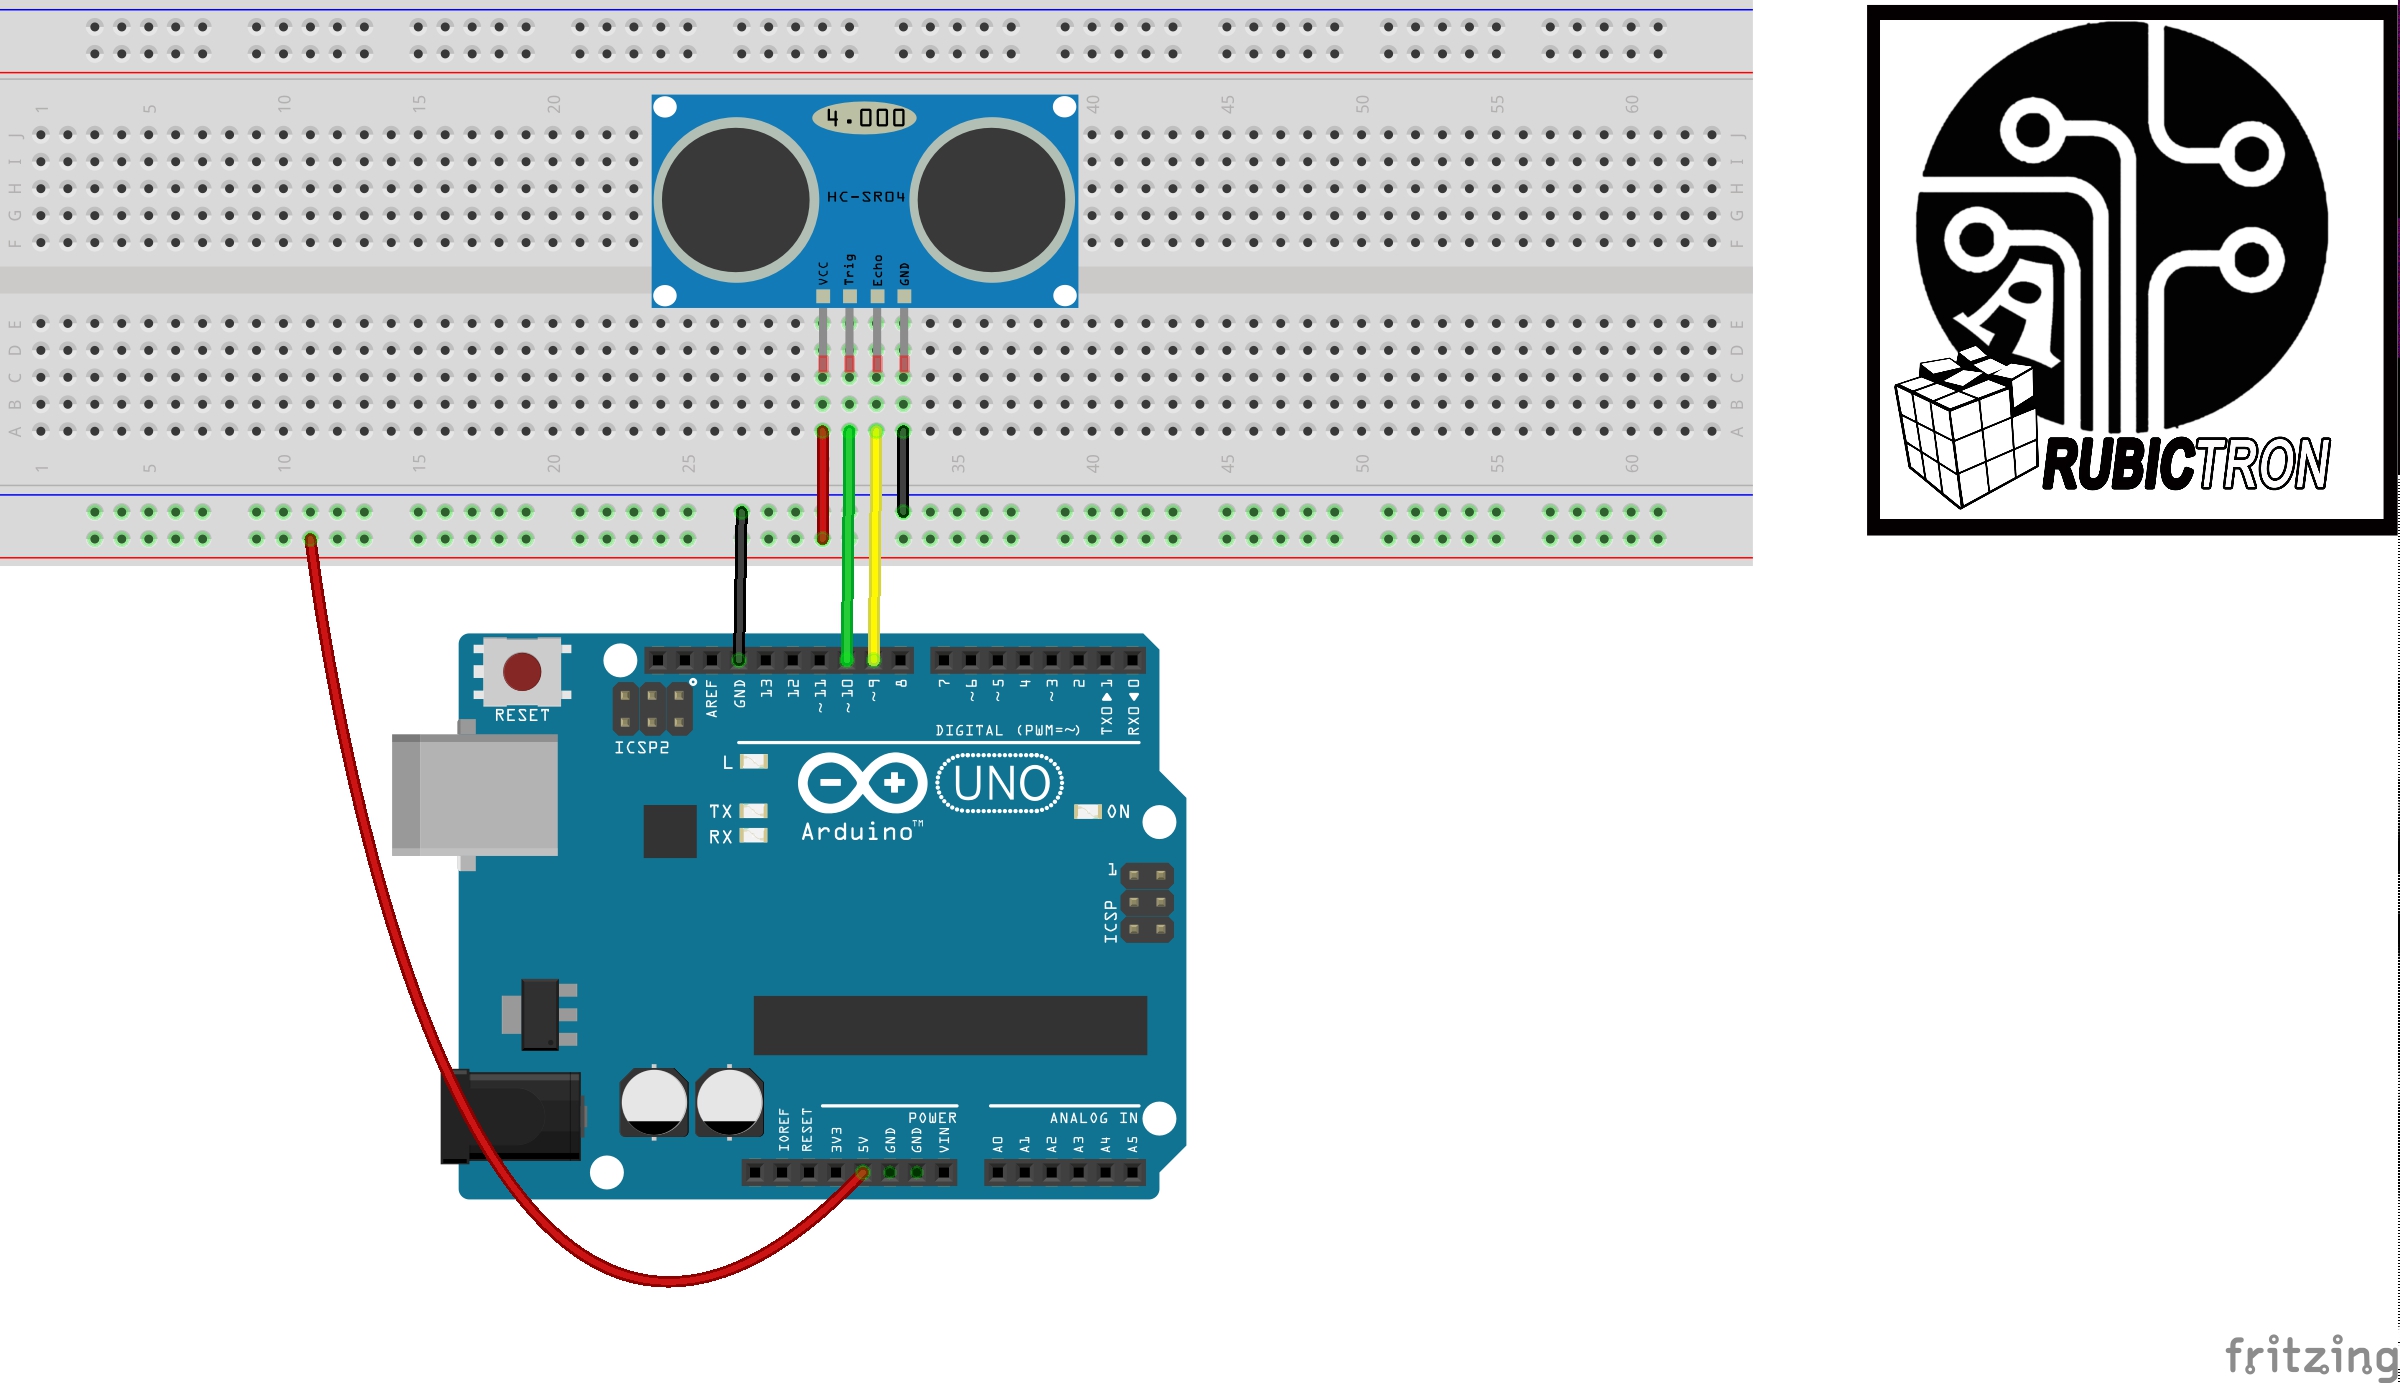 1 5 10 15 20 40 45 50 55 60
J J
I I
H H
G G
F F
4.000
HC-SR04
VCC Trig Echo GND
E E
D D
C C
B B
A A
1 5 10 15 20 25 35 40 45 50 55 60
RUBICTRON
RESET
ICSP2
AREF GND 13 12 ~11 ~10 ~9 8 7 ~6 ~5 4 ~3 2 TX0▶1 RX0◀0
DIGITAL (PWM=~)
L
TX
RX
UNO
Arduino™
ON
1
ICSP
POWER
ANALOG IN
IOREF RESET 3V3 5V GND GND VIN A0 A1 A2 A3 A4 A5
fritzing